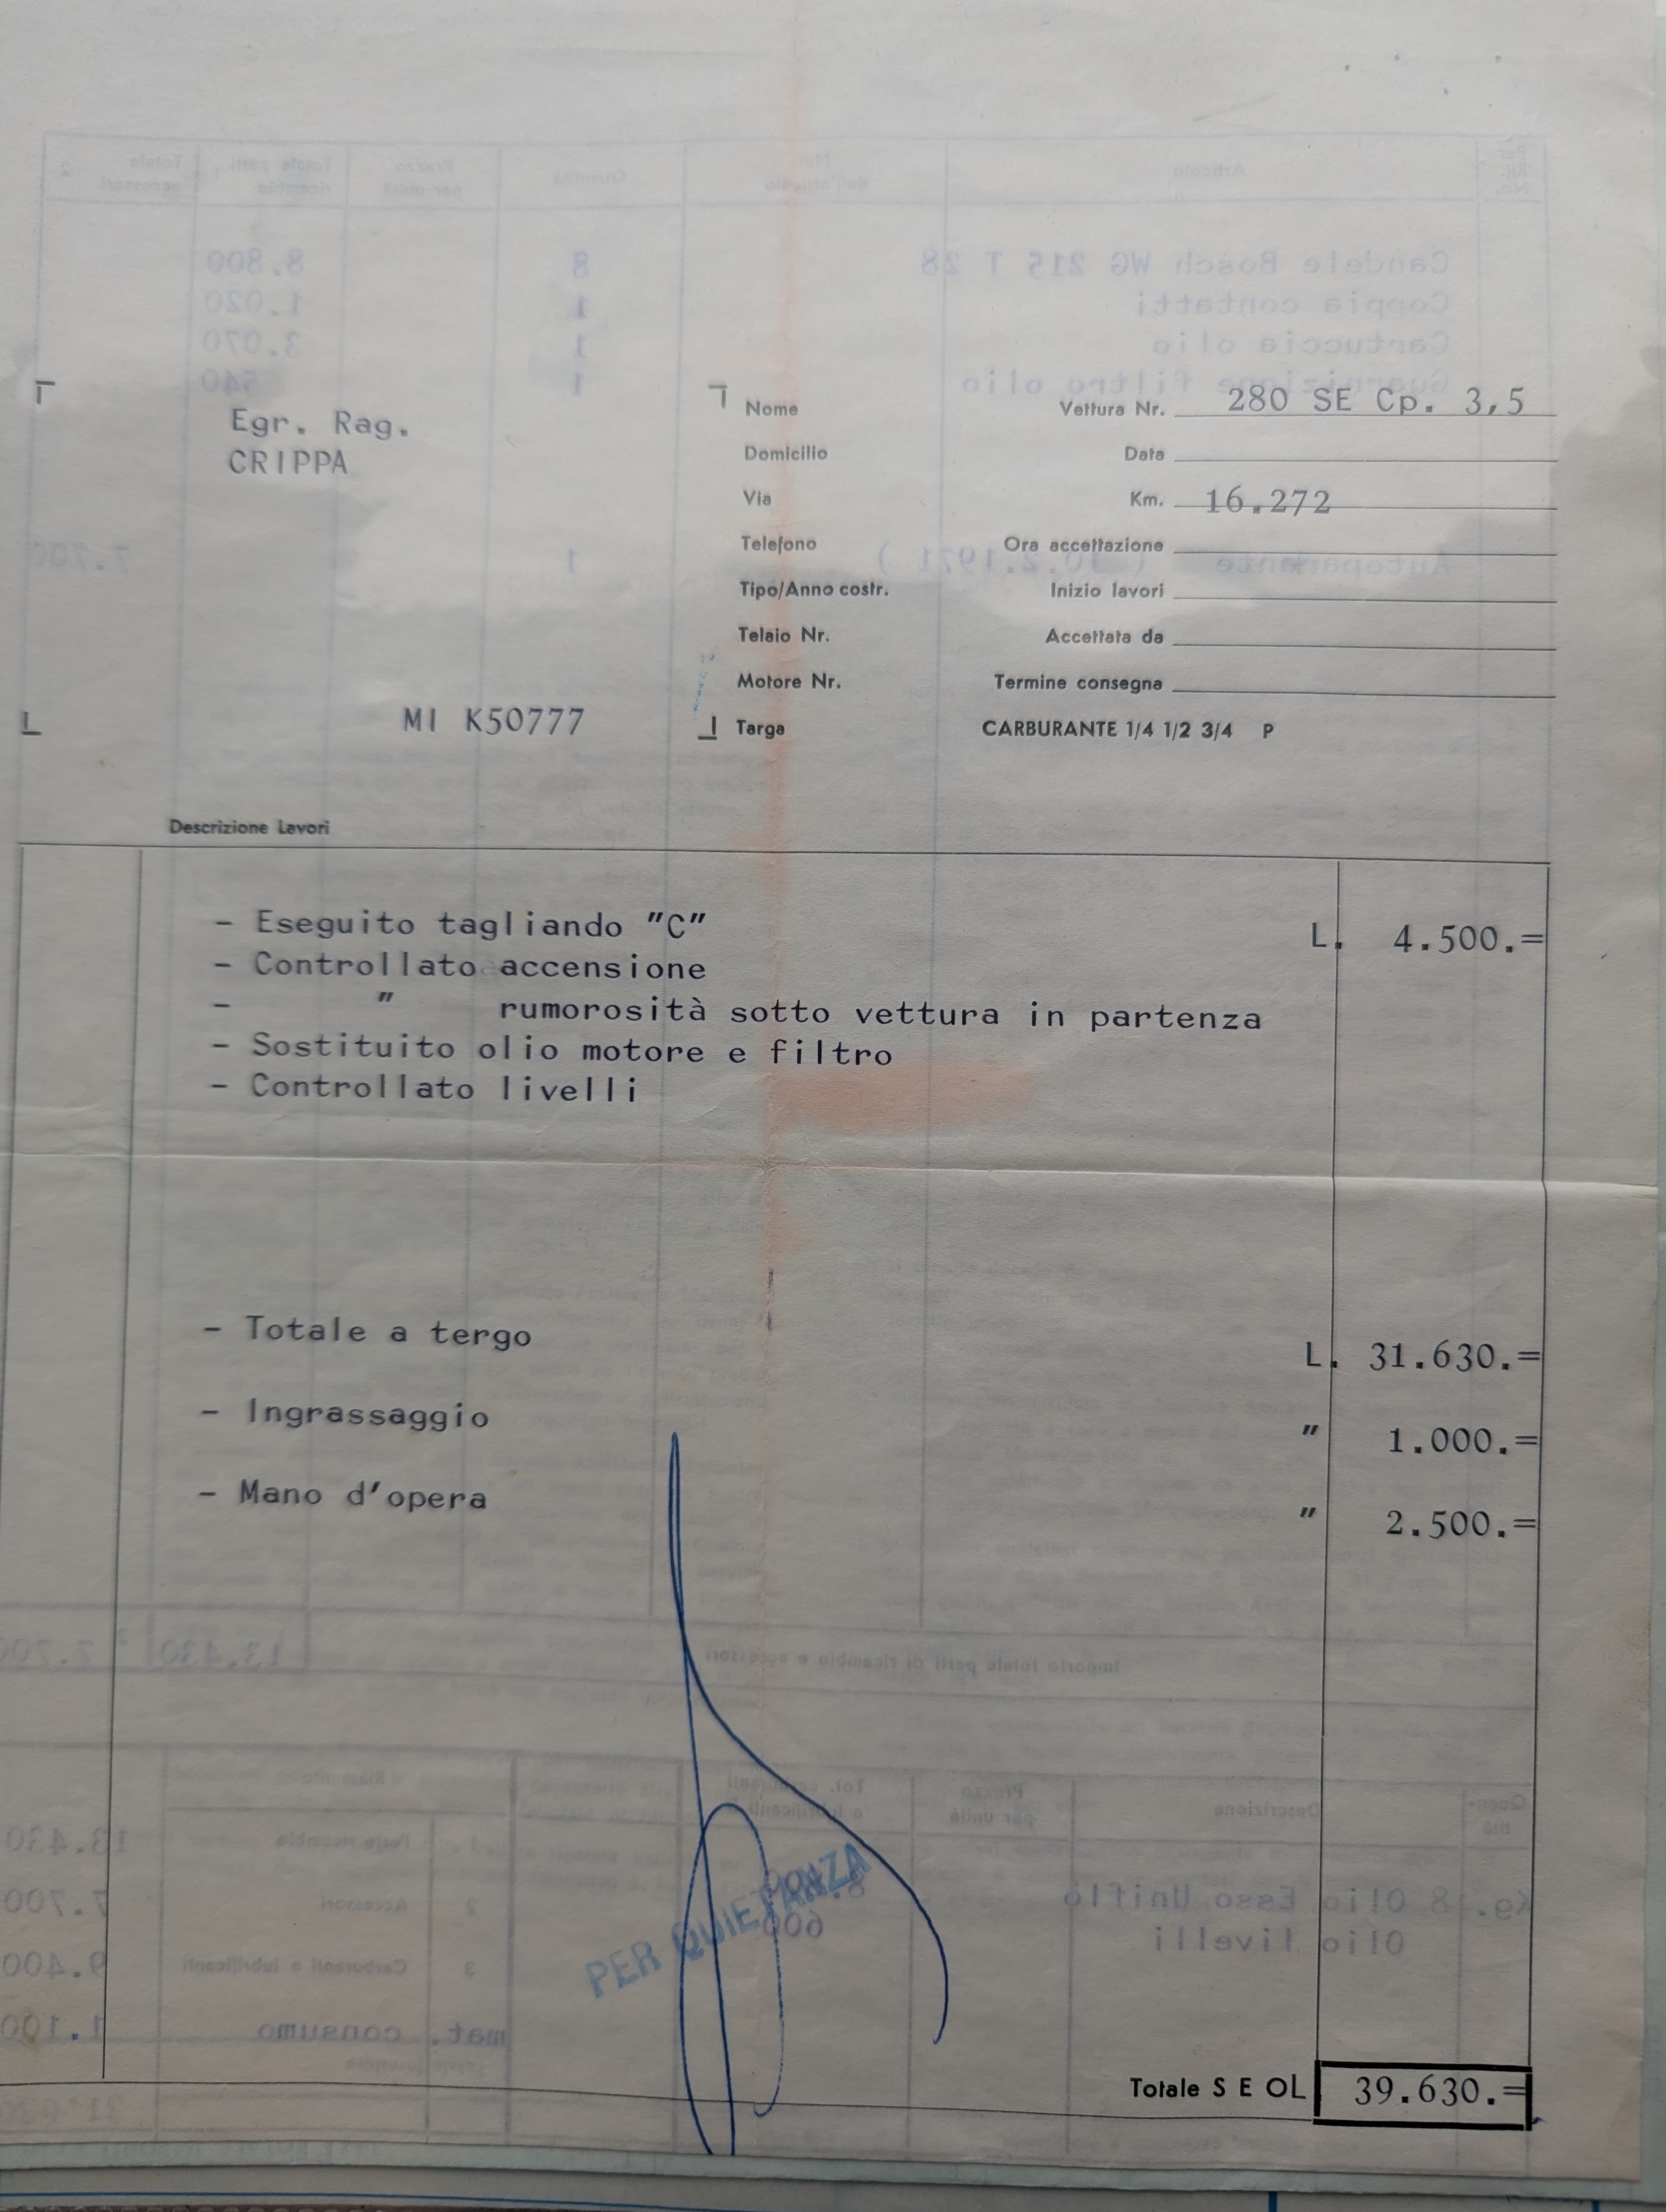 Egr. Rag.
CRIPPA
MI K50777
Nome
Domicilio
Via
Telefono
Tipo/Anno costr.
Telaio Nr.
Motore Nr.
Targa
Vettura Nr. 280 SE Cp. 3,5
Data
Km. 16.272
Ora accettazione
Inizio lavori
Accettata da
Termine consegna
CARBURANTE 1/4 1/2 3/4 P
Descrizione Lavori
- Eseguito tagliando "C" L. 4.500.=
- Controllato accensione
- " rumorosità sotto vettura in partenza
- Sostituito olio motore e filtro
- Controllato livelli
- Totale a tergo L. 31.630.=
- Ingrassaggio " 1.000.=
- Mano d'opera " 2.500.=
PER QUIETANZA
Totale S E OL 39.630.=